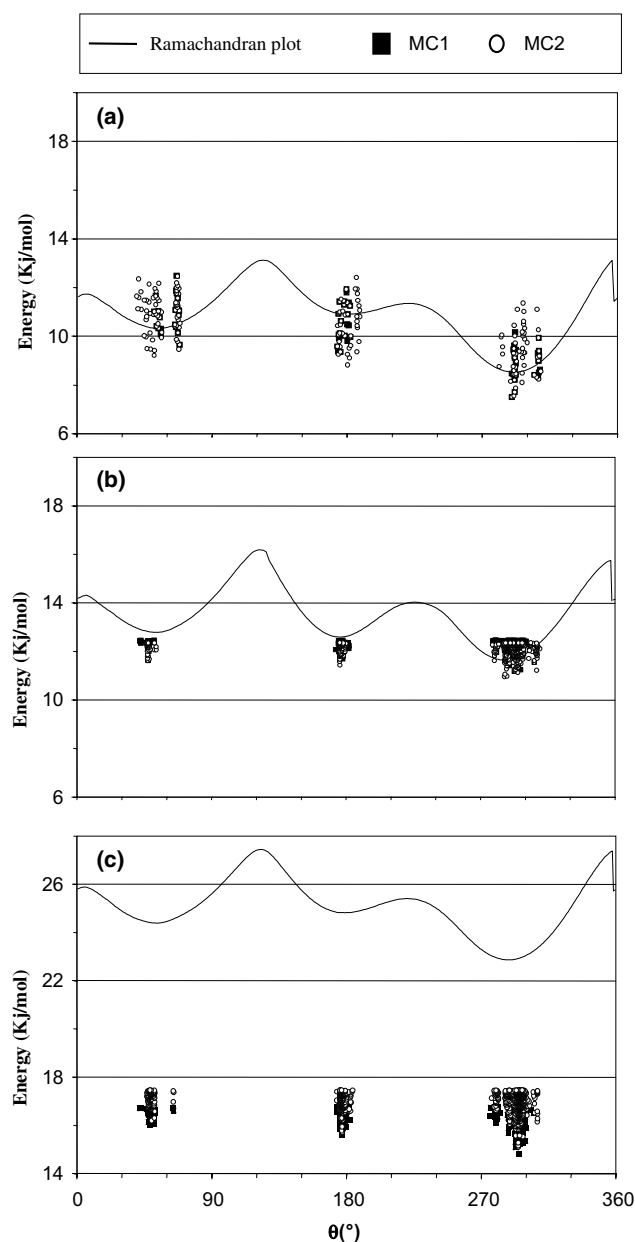 Ramachandran plot MC1 MC2
(a)
18
14
10
6
Energy (Kj/mol)
(b)
18
14
10
6
Energy (Kj/mol)
(c)
26
22
18
14
Energy (Kj/mol)
0 90 180 270 360
θ(°)